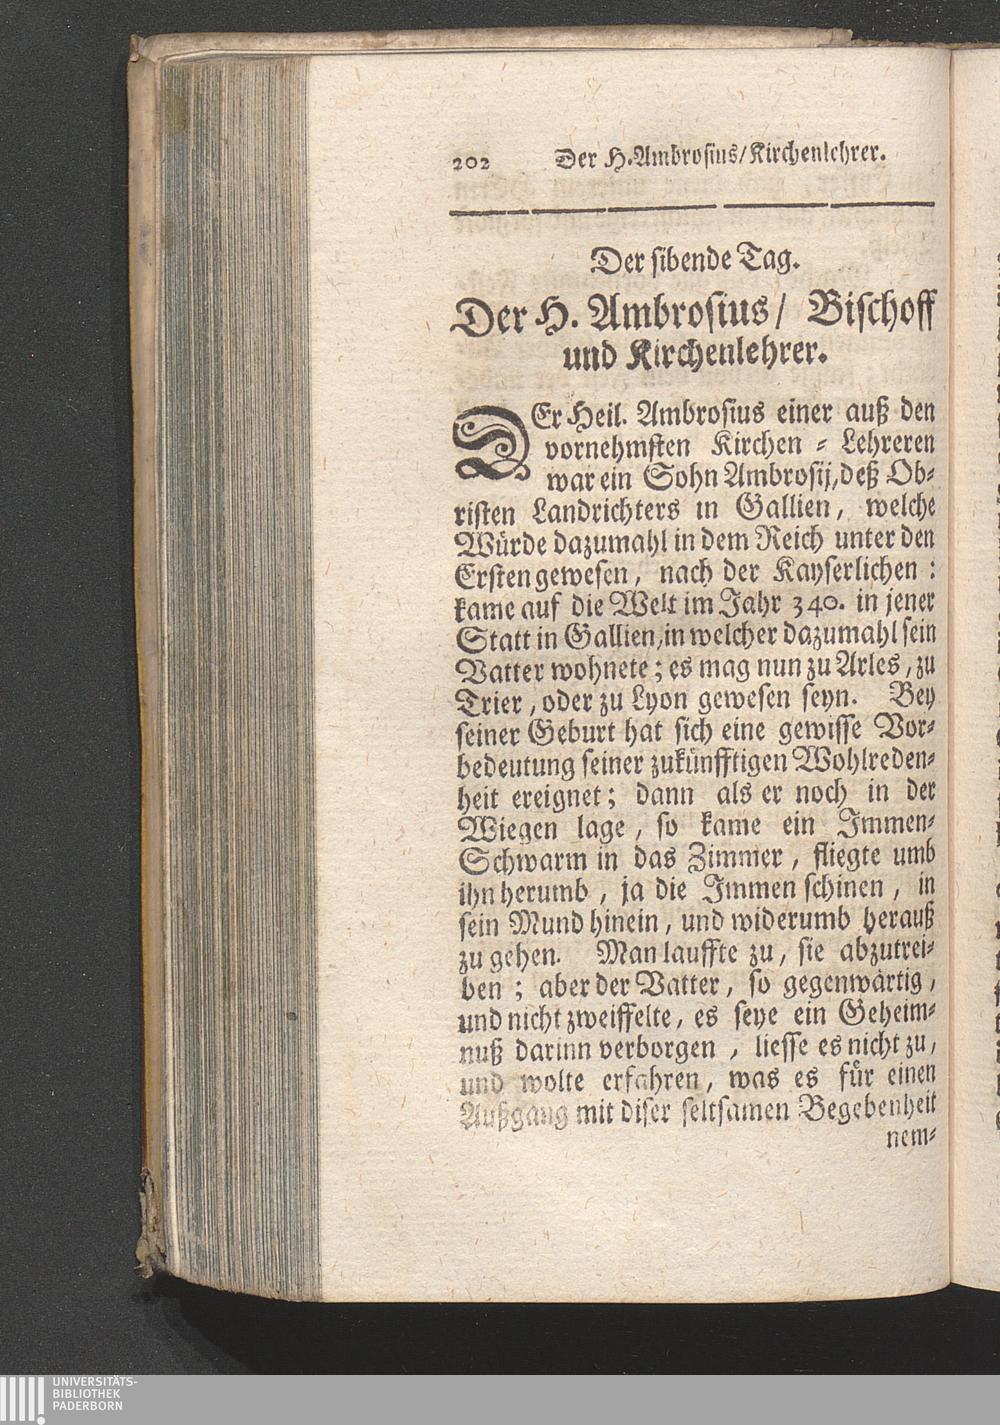 202 Der H. Ambrosius/Kirchenlehrer.
Der sibende Tag.
Der H. Ambrosius/ Bischoff
und Kirchenlehrer.
DEr Heil. Ambrosius einer auß den
vornehmsten Kirchen = Lehreren
war ein Sohn Ambrosij, deß Ob=
risten Landrichters in Gallien, welche
Würde dazumahl in dem Reich unter den
Ersten gewesen, nach der Kayserlichen :
kame auf die Welt im Jahr 340. in jener
Statt in Gallien, in welcher dazumahl sein
Vatter wohnete; es mag nun zu Arles, zu
Trier, oder zu Lyon gewesen seyn. Bey
seiner Geburt hat sich eine gewisse Vor=
bedeutung seiner zukünfftigen Wohlreden=
heit ereignet; dann als er noch in der
Wiegen lage, so kame ein Immen=
Schwarm in das Zimmer, fliegte umb
ihn herumb, ja die Immen schinen, in
sein Mund hinein, und widerumb herauß
zu gehen. Man lauffte zu, sie abzutrei=
ben; aber der Vatter, so gegenwärtig,
und nicht zweiffelte, es seye ein Geheim=
nuß darinn verborgen, liesse es nicht zu,
und wolte erfahren, was es für einen
Außgang mit diser seltsamen Begebenheit
nem=
UNIVERSITÄTS-
BIBLIOTHEK
PADERBORN